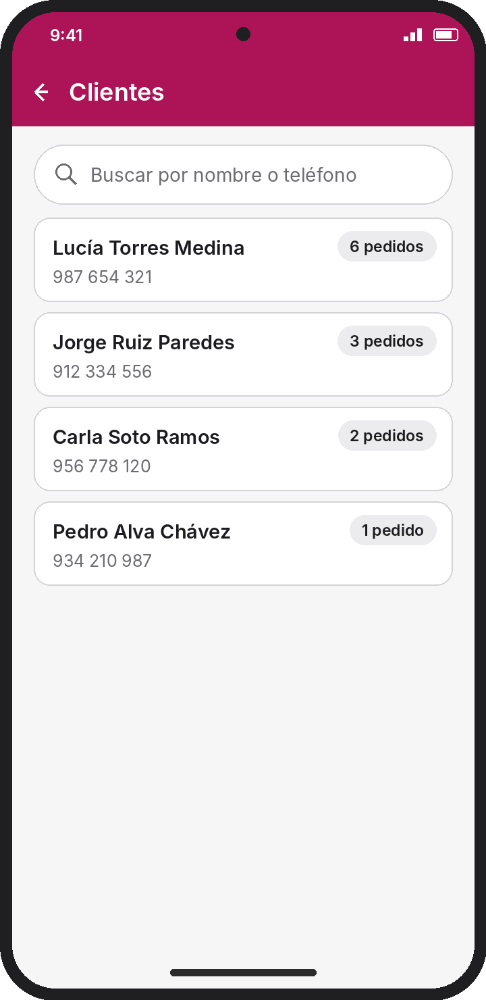 9:41
Clientes
Buscar por nombre o teléfono
Lucía Torres Medina
6 pedidos
987 654 321
Jorge Ruiz Paredes
3 pedidos
912 334 556
Carla Soto Ramos
2 pedidos
956 778 120
Pedro Alva Chávez
1 pedido
934 210 987